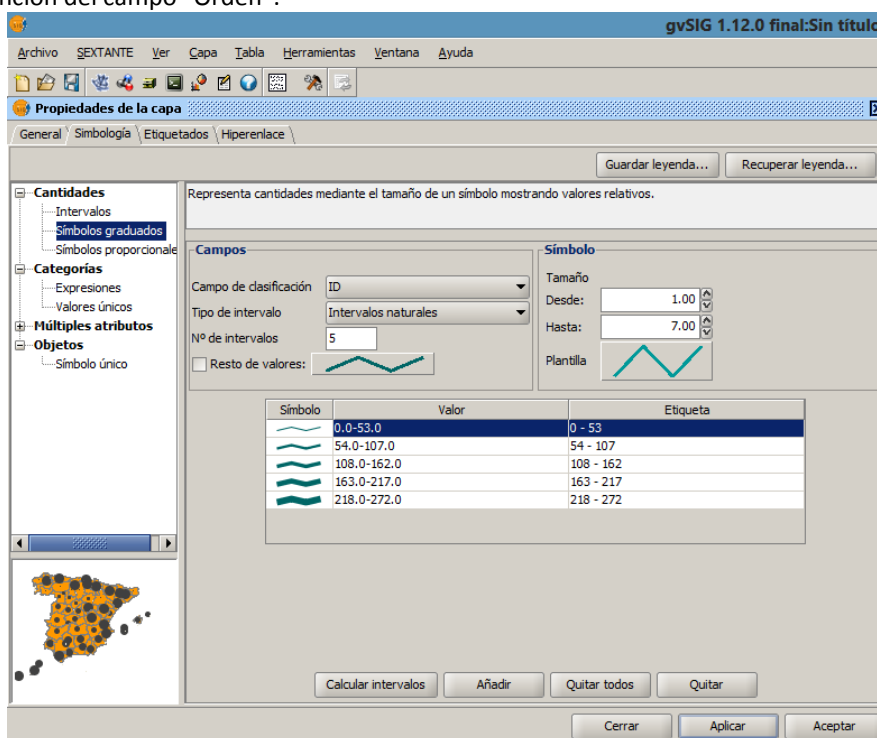 nción del campo "Orden".
gvSIG 1.12.0 final:Sin título
Archivo SEXTANTE Ver Capa Tabla Herramientas Ventana Ayuda
Propiedades de la capa
General Simbología Etiquetados Hiperenlace
Guardar leyenda... Recuperar leyenda...
Cantidades
Intervalos
Símbolos graduados
Símbolos proporcionale
Categorías
Expresiones
Valores únicos
Múltiples atributos
Objetos
Símbolo único
Representa cantidades mediante el tamaño de un símbolo mostrando valores relativos.
Campos
Campo de clasificación ID
Tipo de intervalo Intervalos naturales
Nº de intervalos 5
Resto de valores:
Símbolo
Tamaño
Desde: 1.00
Hasta: 7.00
Plantilla
Símbolo Valor Etiqueta
0.0-53.0 0 - 53
54.0-107.0 54 - 107
108.0-162.0 108 - 162
163.0-217.0 163 - 217
218.0-272.0 218 - 272
Calcular intervalos Añadir Quitar todos Quitar
Cerrar Aplicar Aceptar